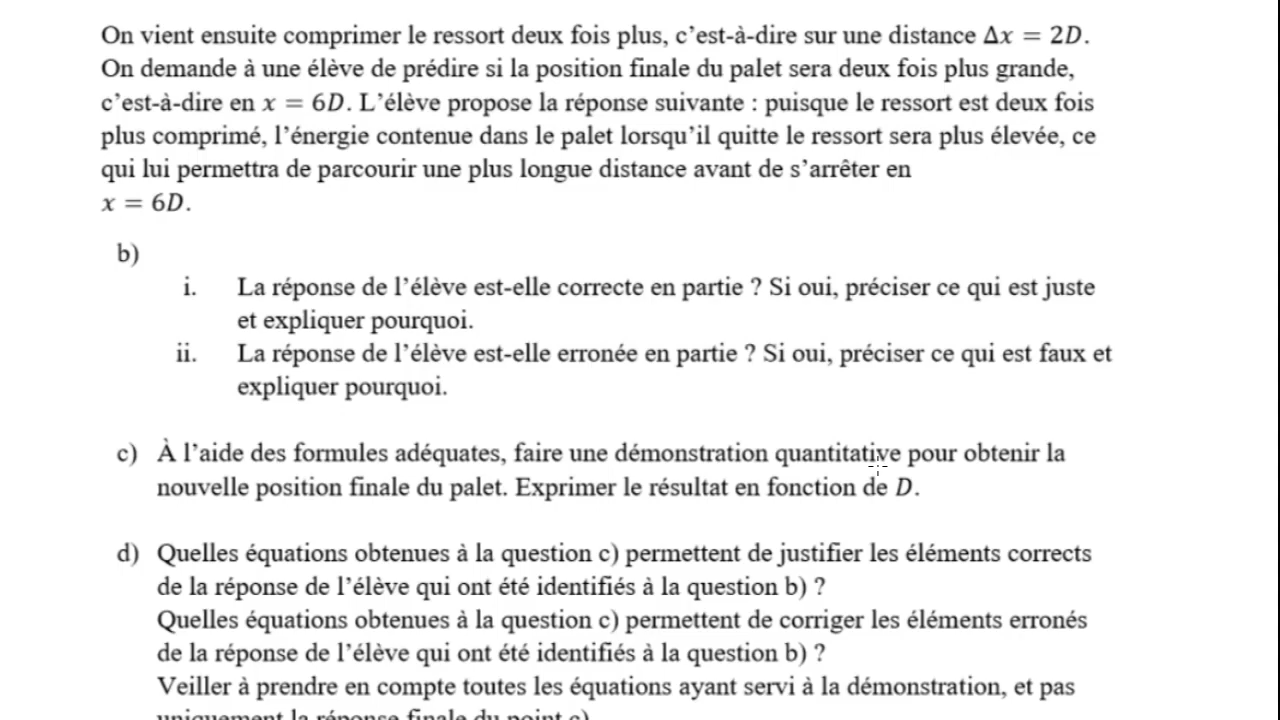 On vient ensuite comprimer le ressort deux fois plus, c’est-à-dire sur une distance Δx = 2D.
On demande à une élève de prédire si la position finale du palet sera deux fois plus grande,
c’est-à-dire en x = 6D. L’élève propose la réponse suivante : puisque le ressort est deux fois
plus comprimé, l’énergie contenue dans le palet lorsqu’il quitte le ressort sera plus élevée, ce
qui lui permettra de parcourir une plus longue distance avant de s’arrêter en
x = 6D.
b)
i. La réponse de l’élève est-elle correcte en partie ? Si oui, préciser ce qui est juste
et expliquer pourquoi.
ii. La réponse de l’élève est-elle erronée en partie ? Si oui, préciser ce qui est faux et
expliquer pourquoi.
c) À l’aide des formules adéquates, faire une démonstration quantitative pour obtenir la
nouvelle position finale du palet. Exprimer le résultat en fonction de D.
d) Quelles équations obtenues à la question c) permettent de justifier les éléments corrects
de la réponse de l’élève qui ont été identifiés à la question b) ?
Quelles équations obtenues à la question c) permettent de corriger les éléments erronés
de la réponse de l’élève qui ont été identifiés à la question b) ?
Veiller à prendre en compte toutes les équations ayant servi à la démonstration, et pas
uniquement la réponse finale du point c)